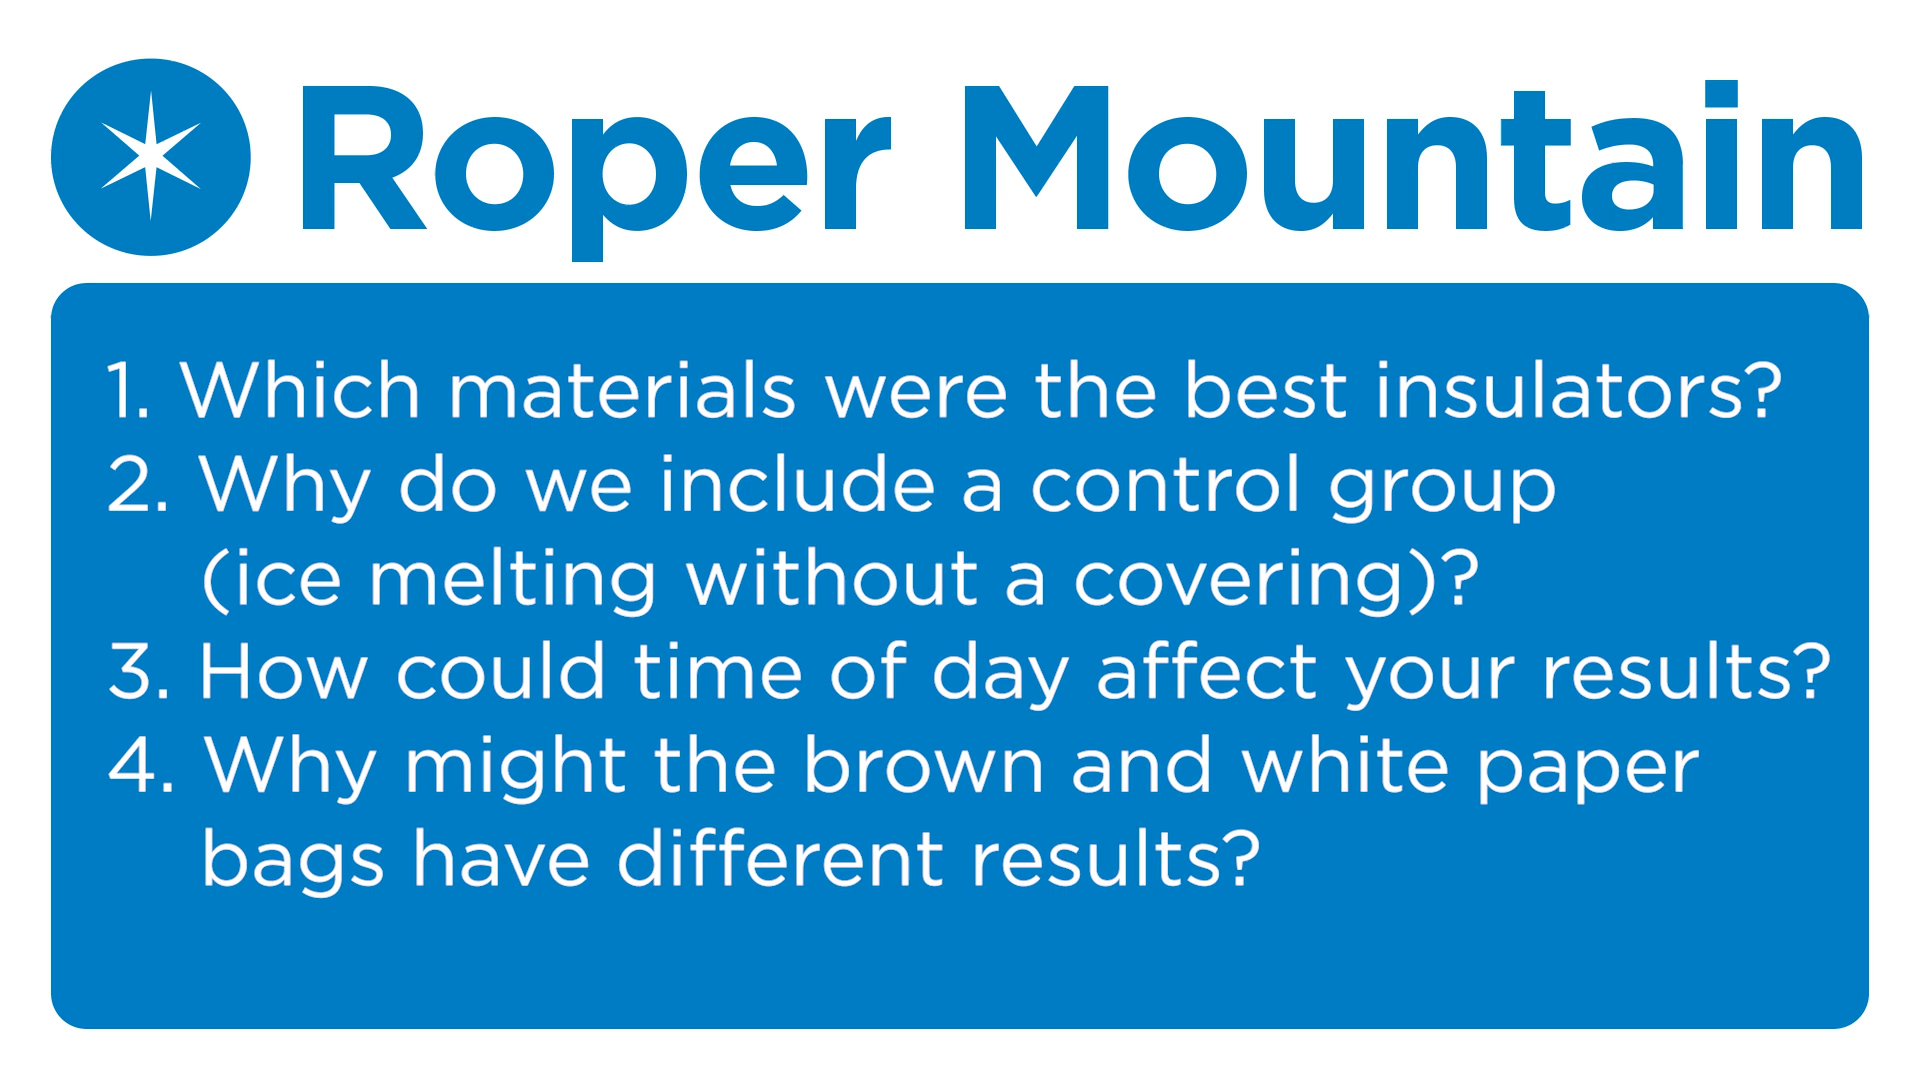 Roper Mountain
1. Which materials were the best insulators?
2. Why do we include a control group
(ice melting without a covering)?
3. How could time of day affect your results?
4. Why might the brown and white paper
bags have different results?